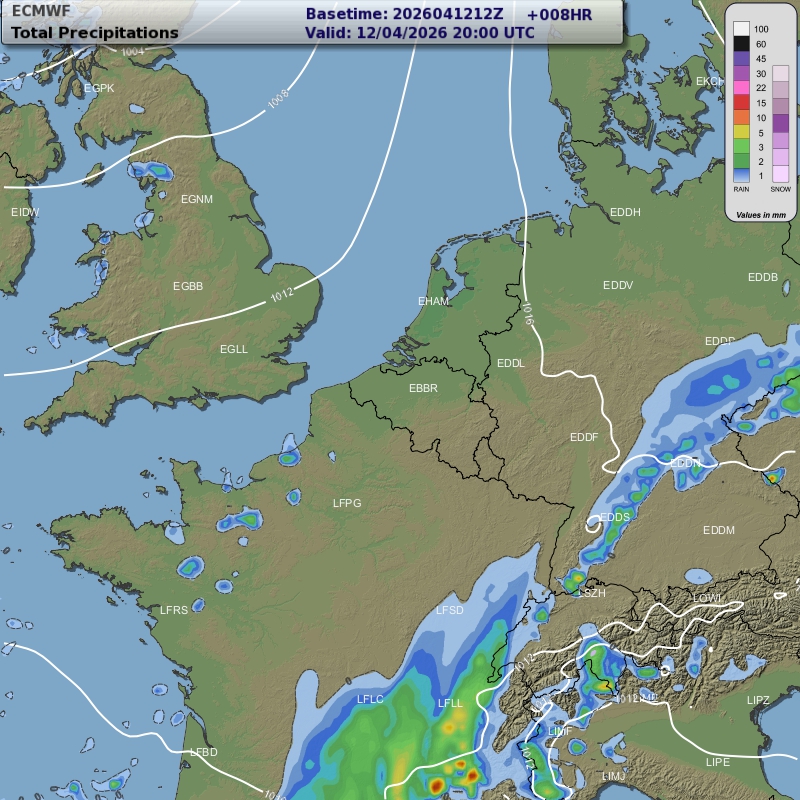 ECMWF
Basetime: 2026041212Z +008HR
Total Precipitations
Valid: 12/04/2026 20:00 UTC
1004
EGPK
EKCH
100
60
45
30
22
15
10
5
3
2
1
RAIN
SNOW
Values in mm
1008
EIDW
EGNM
EDDH
EGBB
1012
EHAM
EDDV
EDDB
1016
EGLL
EDDL
EBBR
EDDF
EDDN
LFPG
EDDS
EDDM
LFRS
LFSD
LSZH
LOWI
1012
LFLC
LFLL
1012
LIPZ
LIMF
LFBD
LIPE
LIMJ